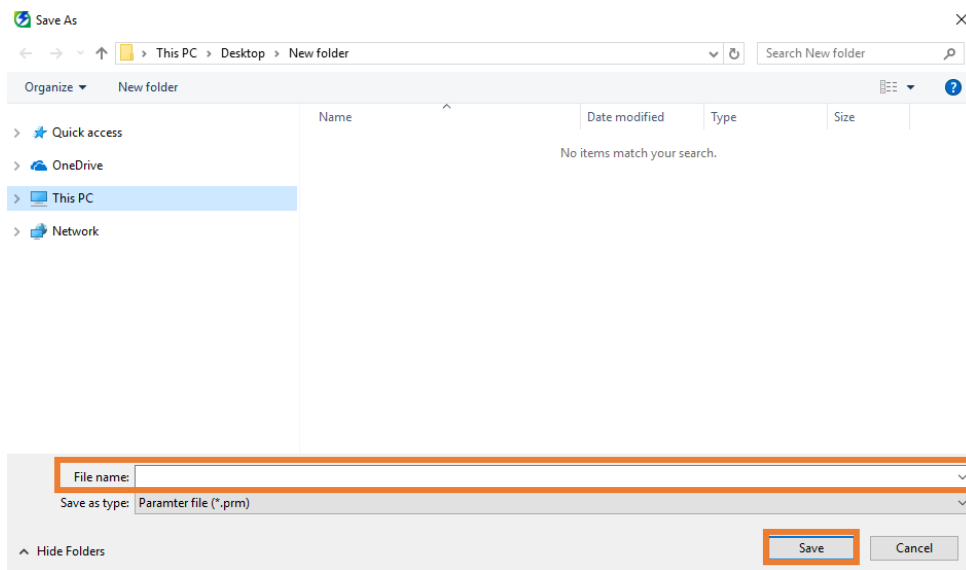 Save As
This PC > Desktop > New folder
Search New folder
Organize
New folder
?
Name
Date modified
Type
Size
No items match your search.
Quick access
OneDrive
This PC
Network
File name:
Save as type: Paramter file (*.prm)
Hide Folders
Save
Cancel